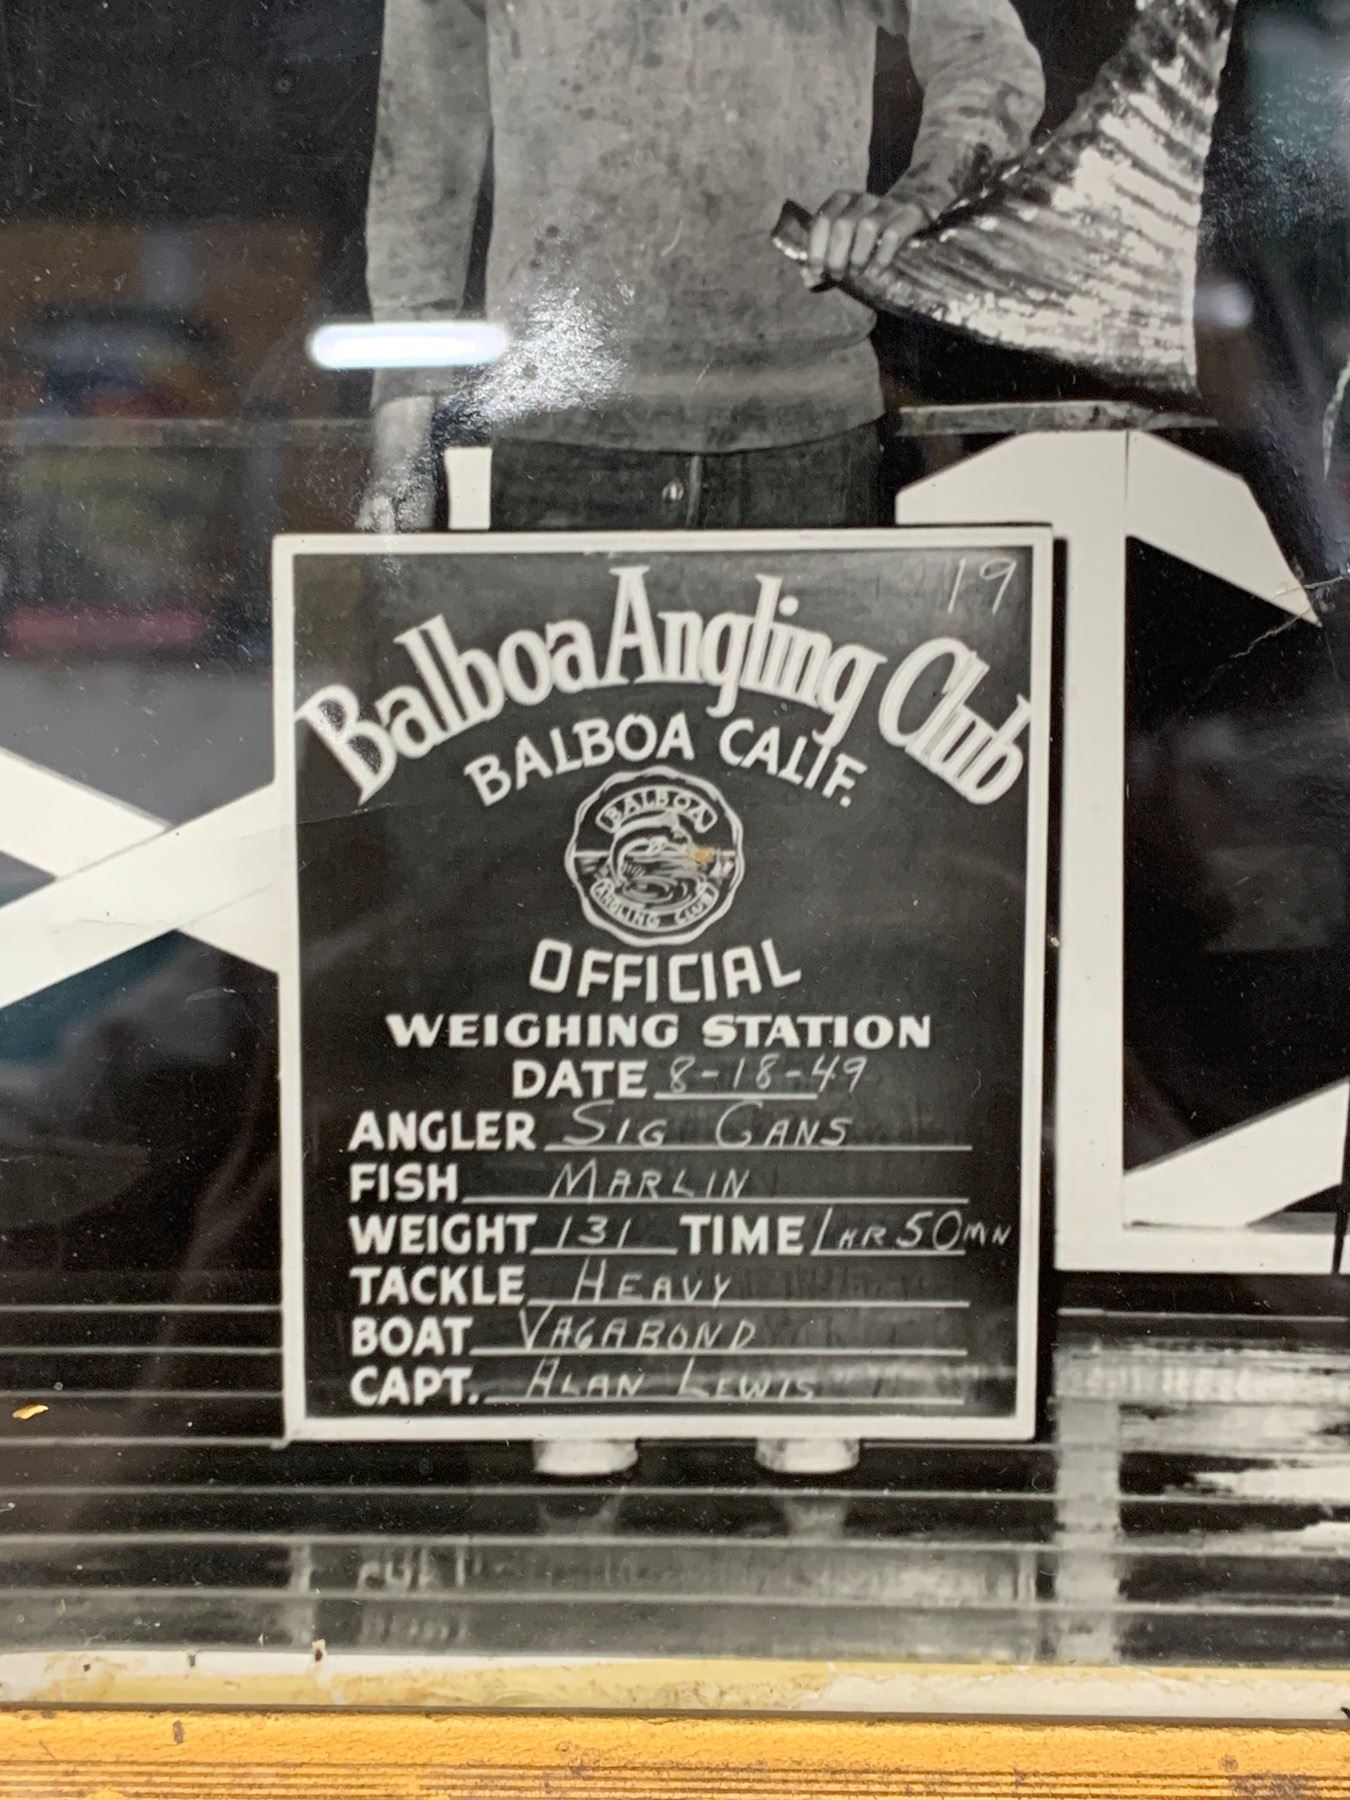 19
Balboa Angling Club
BALBOA CALIF.
BALBOA
ANGLING CLUB
OFFICIAL
WEIGHING STATION
DATE 8-18-49
ANGLER SIG GANS
FISH MARLIN
WEIGHT 131 TIME 1 HR 50 MN
TACKLE HEAVY
BOAT VAGABOND
CAPT. ALAN LEWIS